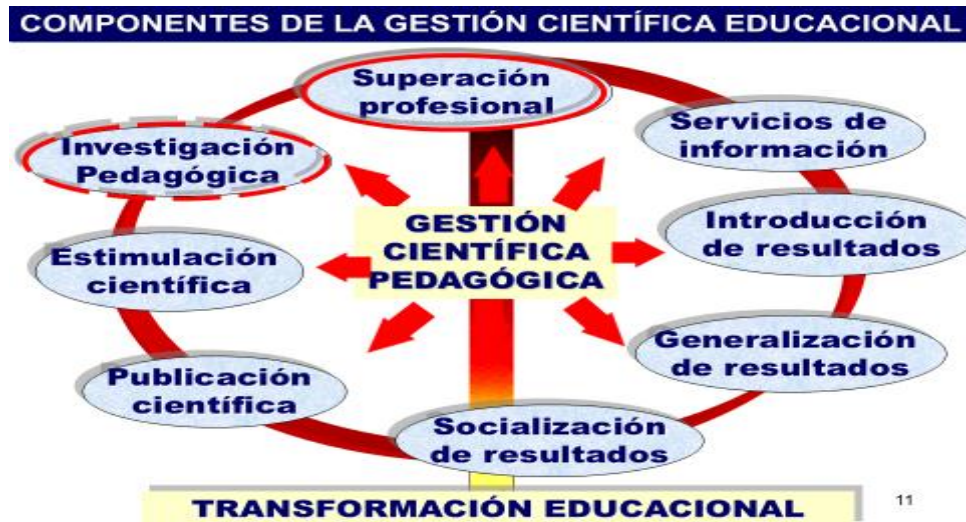 COMPONENTES DE LA GESTIÓN CIENTÍFICA EDUCACIONAL
Superación
profesional
Servicios de
información
Investigación
Pedagógica
GESTIÓN
CIENTÍFICA
PEDAGÓGICA
Introducción
de resultados
Estimulación
científica
Generalización
de resultados
Publicación
científica
Socialización
de resultados
TRANSFORMACIÓN EDUCACIONAL
11